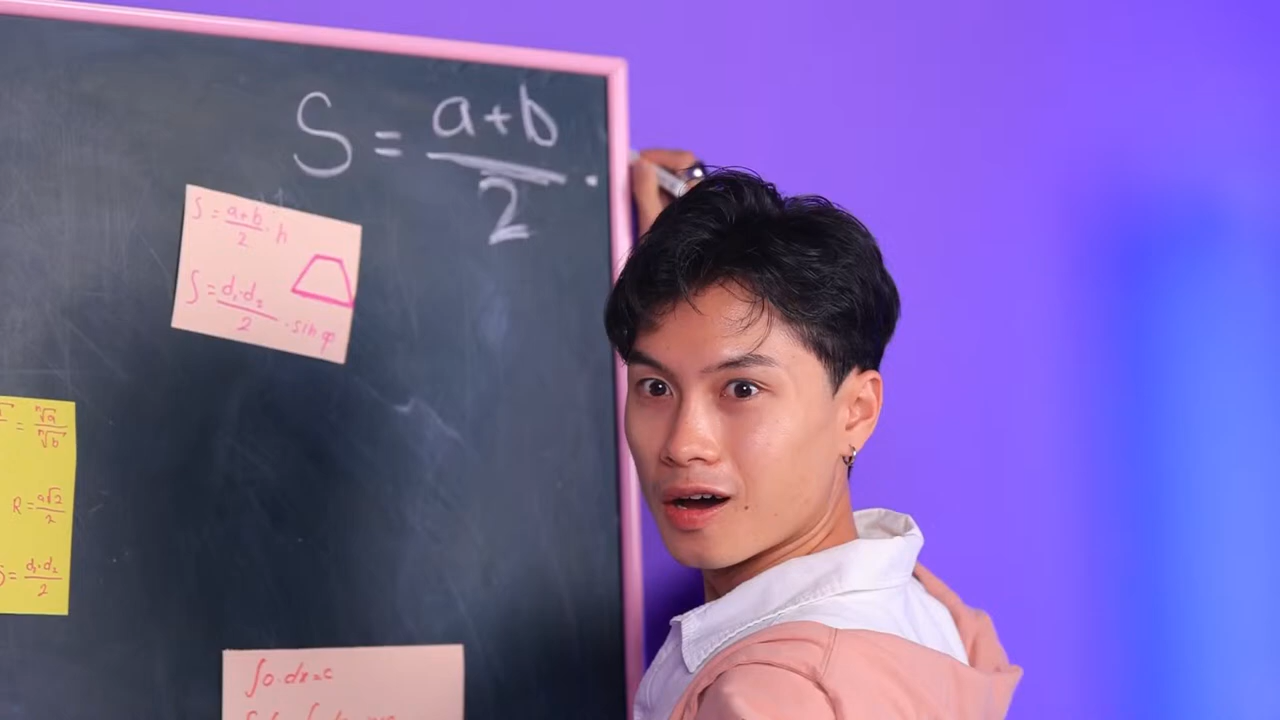 S = a+b/2 ·
S = a+b/2 · h
S = d₁·d₂/2 · sin φ
= ⁿ√a/ⁿ√b
R = a√2/2
S = d₁·d₂/2
∫0·dx=c